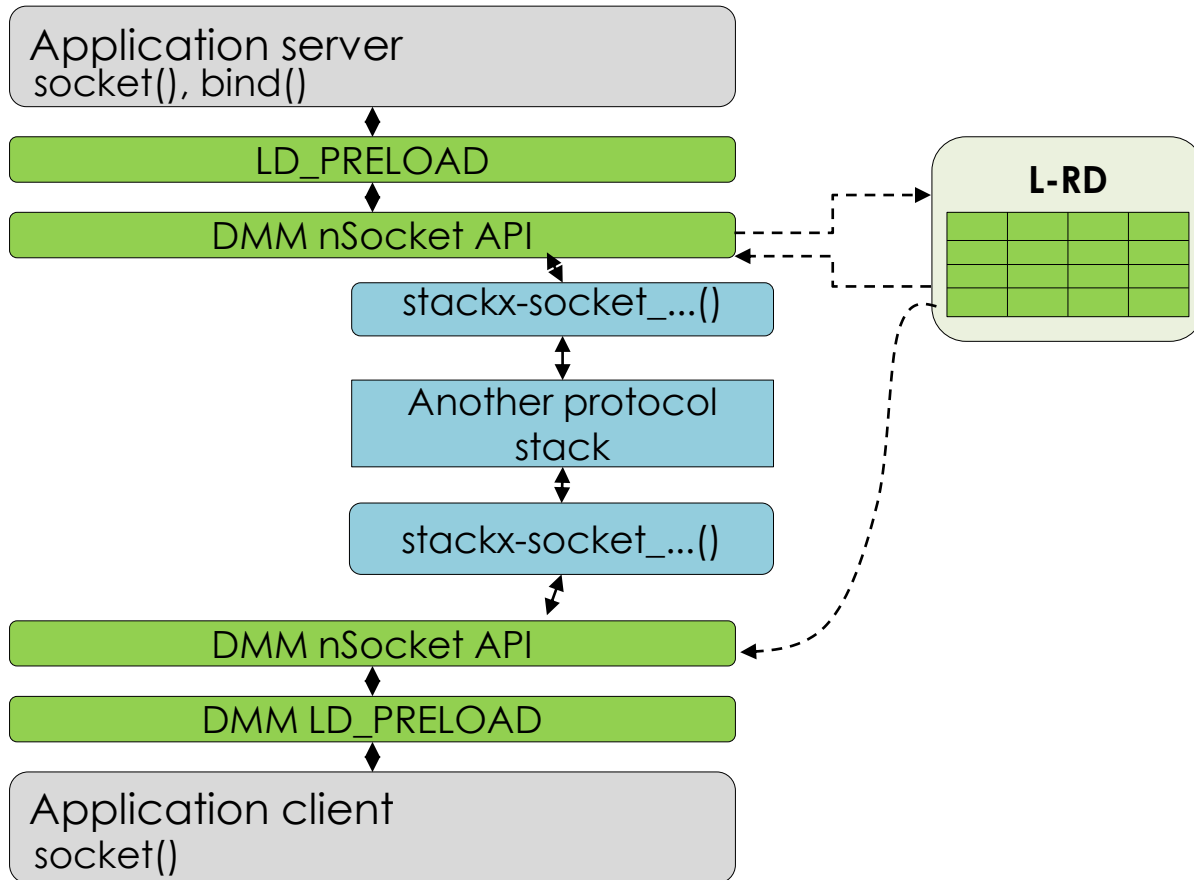 Application server
socket(), bind()
LD_PRELOAD
L-RD
DMM nSocket API
stackx-socket_...()
Another protocol
stack
stackx-socket_...()
DMM nSocket API
DMM LD_PRELOAD
Application client
socket()